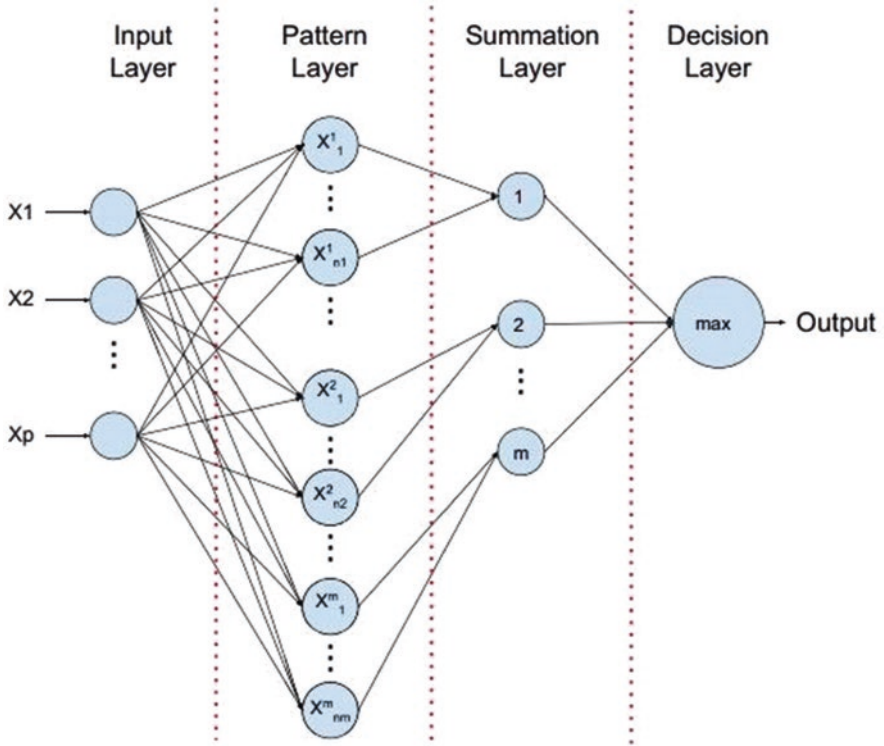 Input
Layer
Pattern
Layer
Summation
Layer
Decision
Layer
X1
X2
Xp
X¹₁
X¹ₙ₁
X²₁
X²ₙ₂
Xᵐ₁
Xᵐₙₘ
1
2
m
max
Output